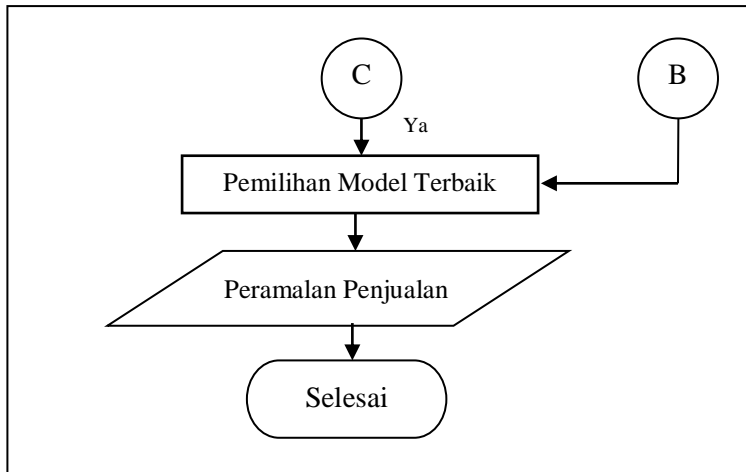 C
B
Ya
Pemilihan Model Terbaik
Peramalan Penjualan
Selesai